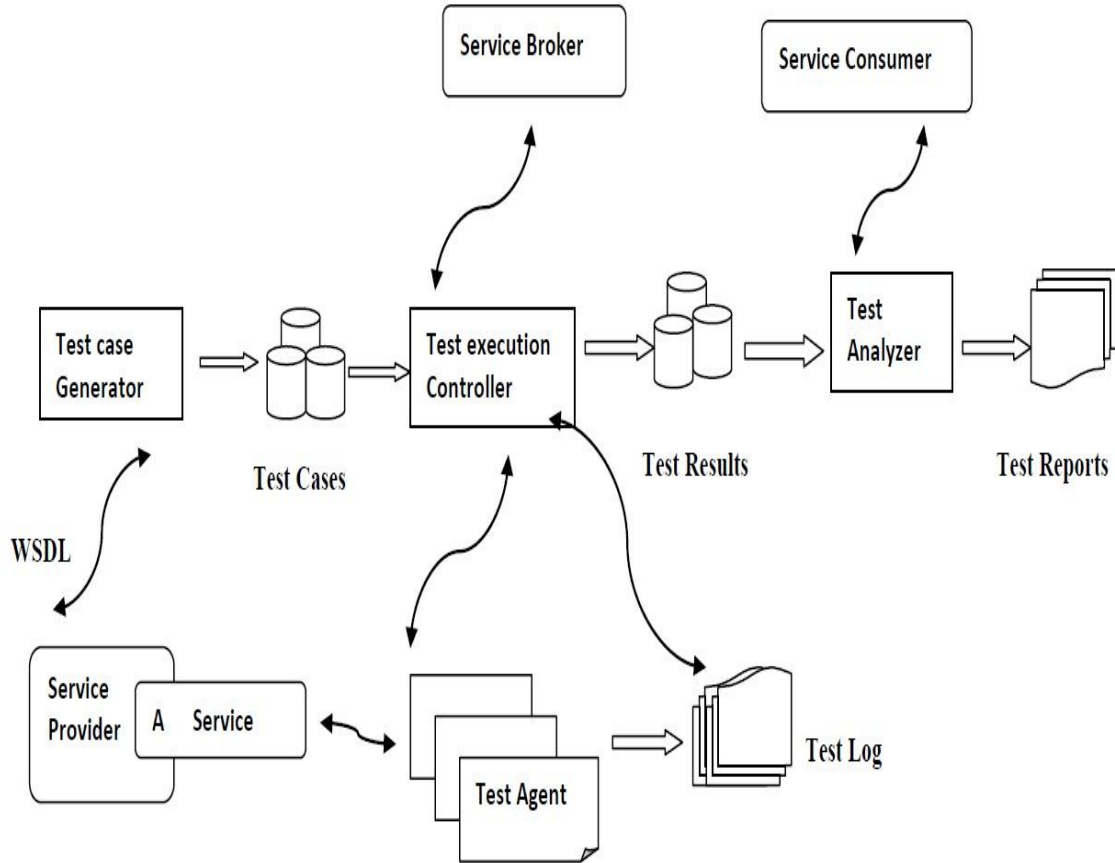 Service Broker
Service Consumer
Test case
Generator
Test Cases
Test execution
Controller
Test Results
Test
Analyzer
Test Reports
WSDL
Service
Provider
A Service
Test Agent
Test Log